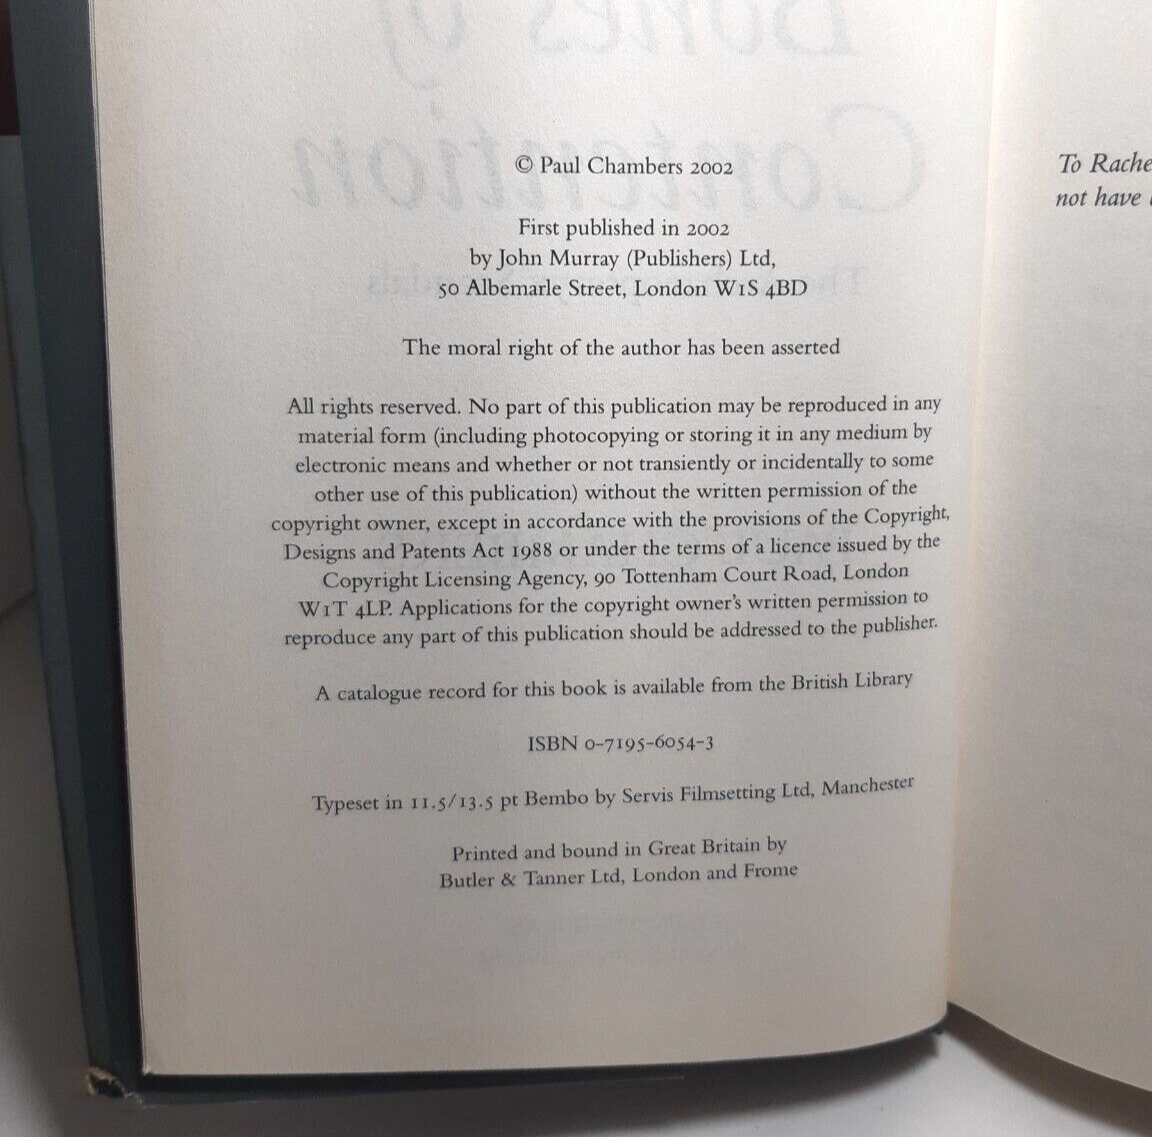 Bones of
Contention
© Paul Chambers 2002
First published in 2002
by John Murray (Publishers) Ltd,
50 Albemarle Street, London W1S 4BD
The moral right of the author has been asserted
All rights reserved. No part of this publication may be reproduced in any
material form (including photocopying or storing it in any medium by
electronic means and whether or not transiently or incidentally to some
other use of this publication) without the written permission of the
copyright owner, except in accordance with the provisions of the Copyright,
Designs and Patents Act 1988 or under the terms of a licence issued by the
Copyright Licensing Agency, 90 Tottenham Court Road, London
W1T 4LP. Applications for the copyright owner's written permission to
reproduce any part of this publication should be addressed to the publisher.
A catalogue record for this book is available from the British Library
ISBN 0-7195-6054-3
Typeset in 11.5/13.5 pt Bembo by Servis Filmsetting Ltd, Manchester
Printed and bound in Great Britain by
Butler & Tanner Ltd, London and Frome
To Rache
not have